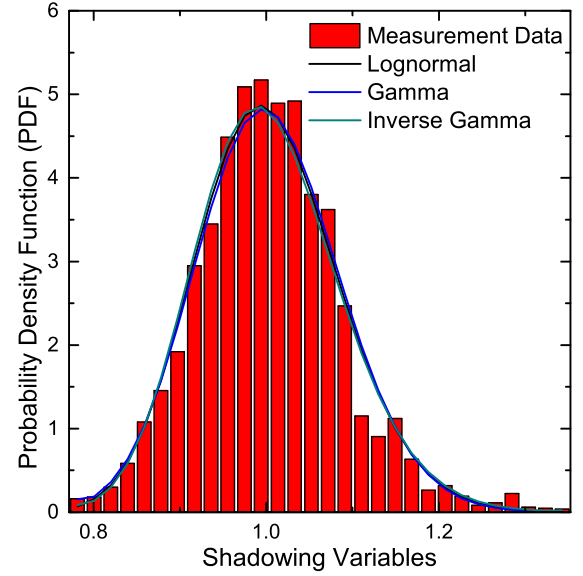 Measurement Data
Lognormal
Gamma
Inverse Gamma
Probability Density Function (PDF)
6
5
4
3
2
1
0
0.8
1.0
1.2
Shadowing Variables